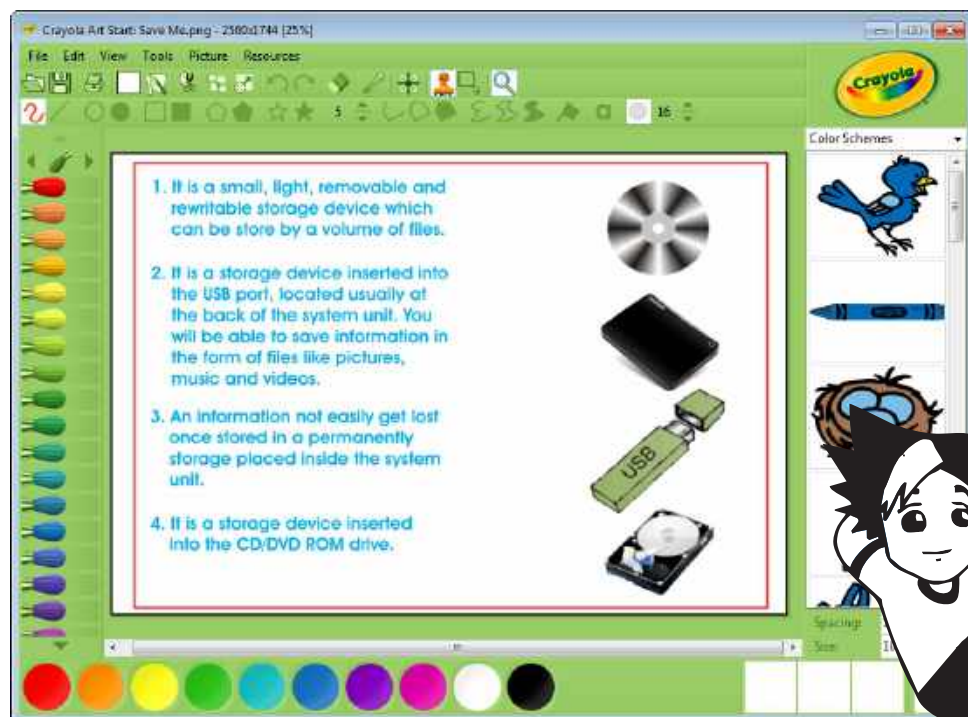 Crayola Art Start: Save Me.png - 2580x1744 [25%]
File Edit View Tools Picture Resources
Crayola
5
16
Color Schemes
1. It is a small, light, removable and
rewritable storage device which
can be store by a volume of files.
2. It is a storage device inserted into
the USB port, located usually at
the back of the system unit. You
will be able to save information in
the form of files like pictures,
music and videos.
3. An information not easily get lost
once stored in a permanently
storage placed inside the system
unit.
4. It is a storage device inserted
into the CD/DVD ROM drive.
USB
Spacing:
Size: